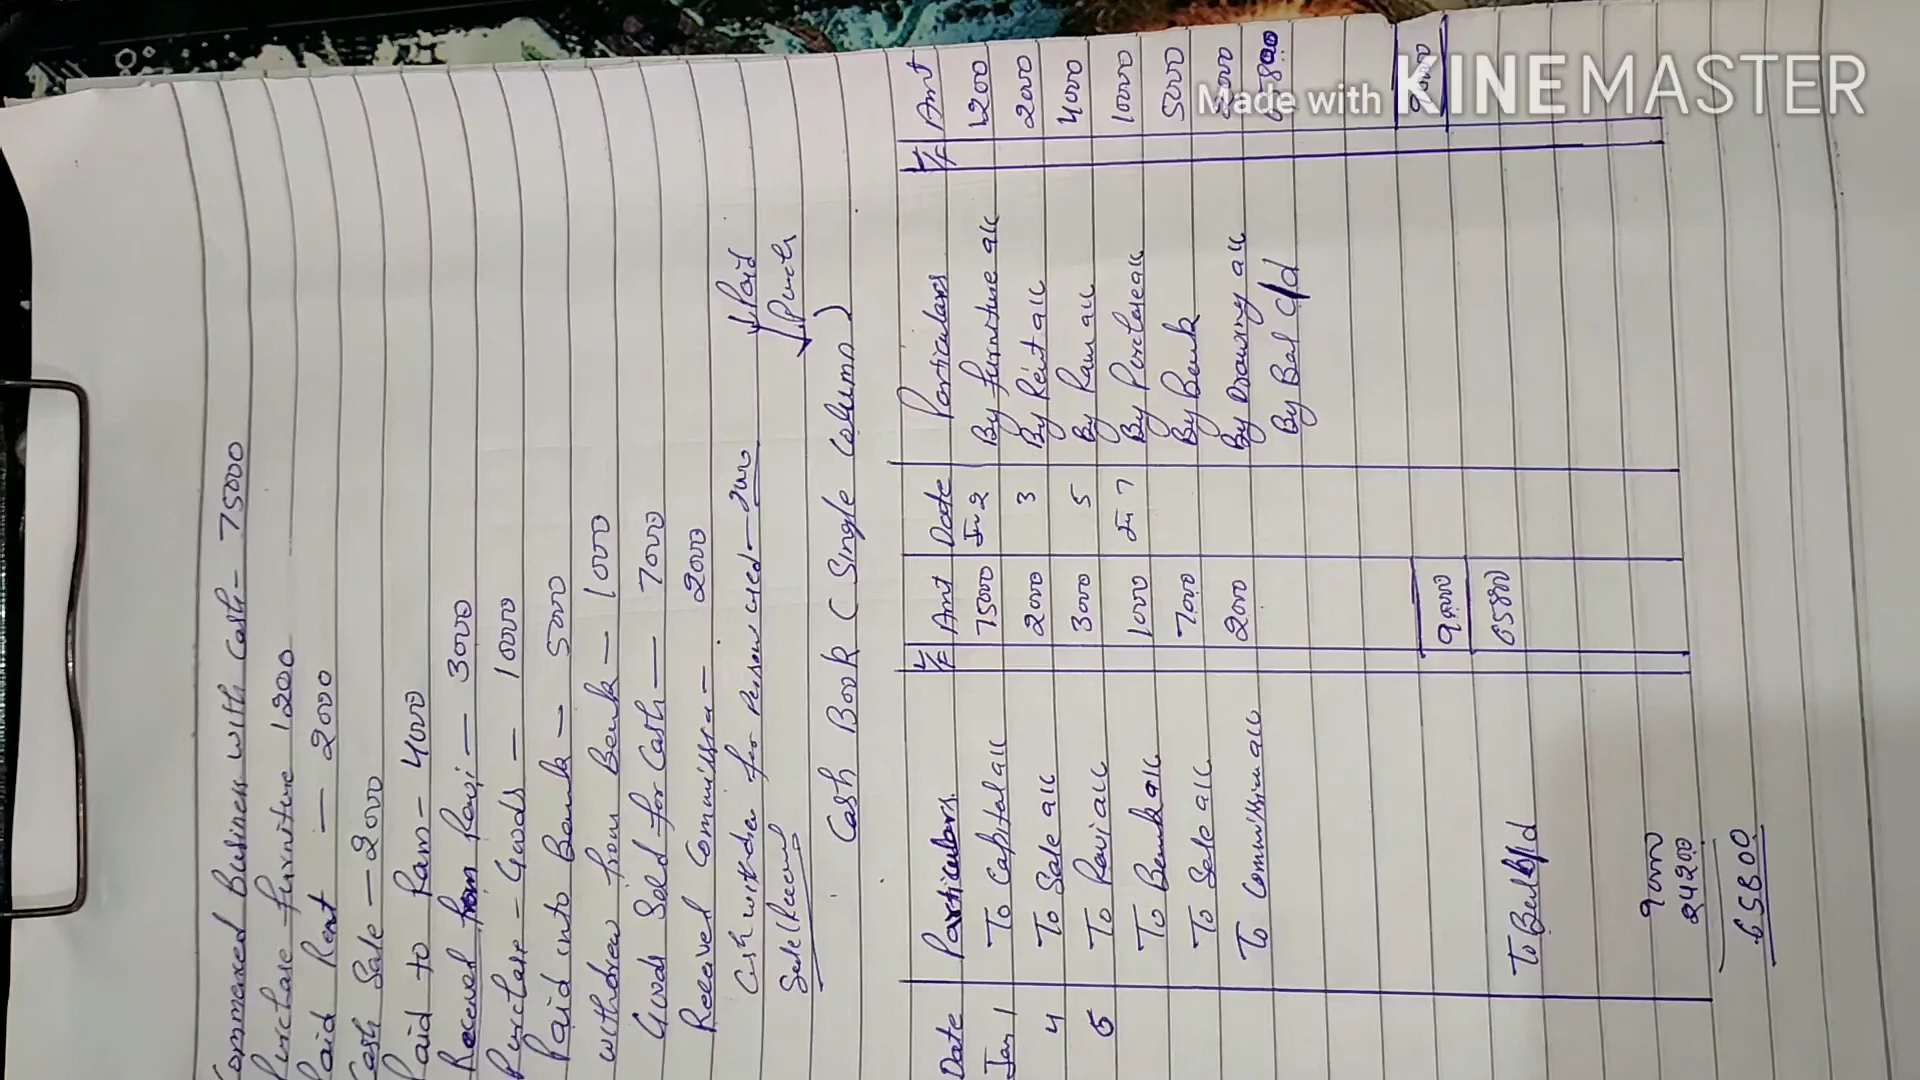 Commenced Business with Cash - 75000
Purchase furniture 1200
Paid Rent - 2000
Cash Sale - 2000
Paid to Ram - 4000
Received from Ravi - 3000
Purchase - Goods - 10000
Paid into Bank - 5000
withdrew from Bank - 1000
Goods Sold for Cash - 7000
Received Commission - 2000
Cash withdrew for Personal used - 2000
Paid
Sale
Cash Book (Single Column)
Date Particulars L/F Amt Date Particulars L/F Amt
Jan 1 To Capital a/c 75000 Jn 2 By furniture a/c 1200
4 To Sale a/c 2000 3 By Rent a/c 2000
5 To Ravi a/c 3000 5 By Ram a/c 4000
To Bank a/c 1000 Jn 7 By Purchase a/c 10000
To Sale a/c 7000 By Bank 5000
To Commission a/c 2000 By Drawing a/c 2000
By Bal c/d 65800
90000 90000
To Bal b/d 65800
90000
24200
65800
Made with KINEMASTER